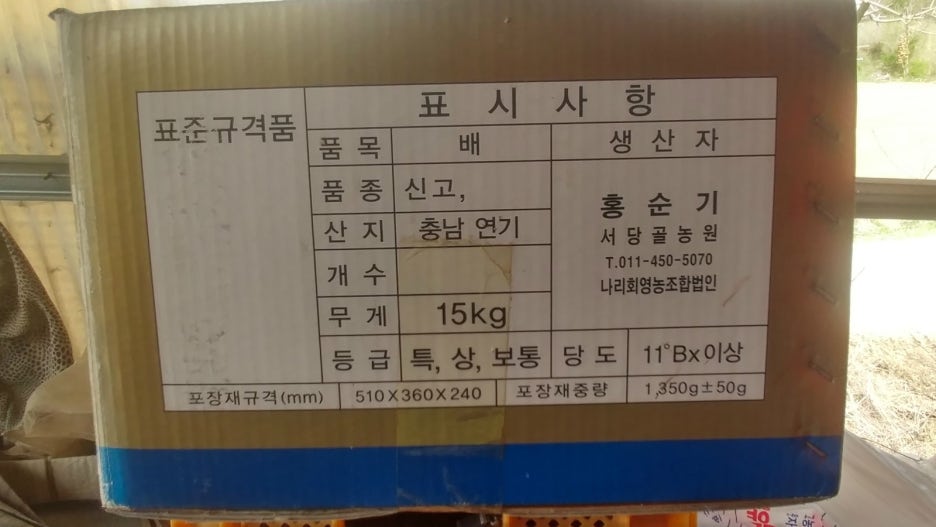 표준규격품
표시사항
품목 배 생산자
품종 신고,
산지 충남 연기
개수
무게 15kg
홍순기
서당골농원
T.011-450-5070
나리회영농조합법인
등급 특, 상, 보통 당도 11°Bx이상
포장재규격(mm) 510X360X240 포장재중량 1,350g±50g